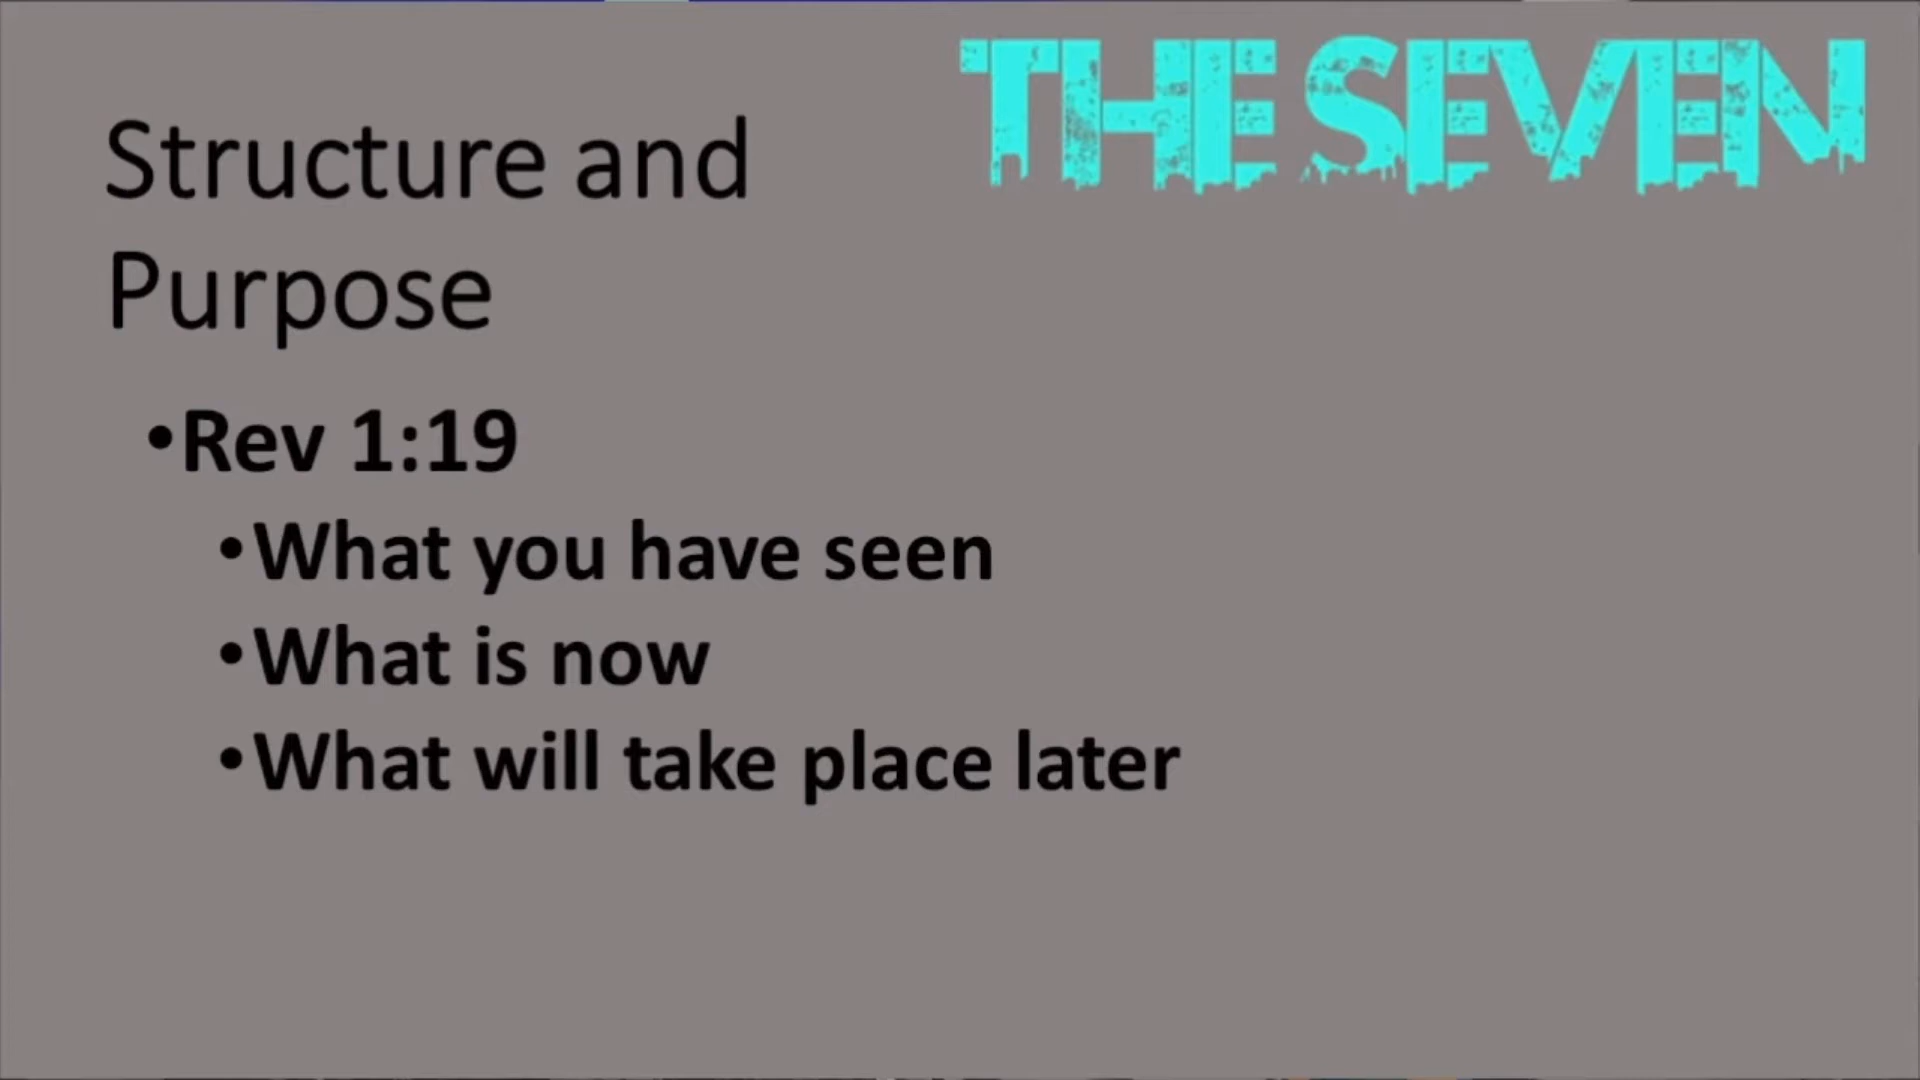 THE SEVEN
Structure and
Purpose
•Rev 1:19
•What you have seen
•What is now
•What will take place later